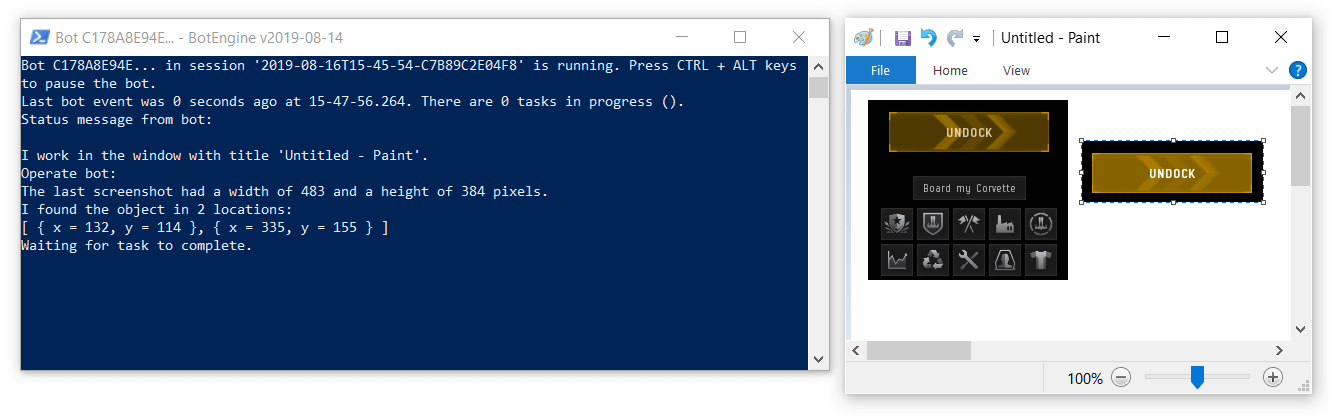 Bot C178A8E94E... - BotEngine v2019-08-14
Bot C178A8E94E... in session '2019-08-16T15-45-54-C7B89C2E04F8' is running. Press CTRL + ALT keys
to pause the bot.
Last bot event was 0 seconds ago at 15-47-56.264. There are 0 tasks in progress ().
Status message from bot:
I work in the window with title 'Untitled - Paint'.
Operate bot:
The last screenshot had a width of 483 and a height of 384 pixels.
I found the object in 2 locations:
[ { x = 132, y = 114 }, { x = 335, y = 155 } ]
Waiting for task to complete.
Untitled - Paint
File Home View
UNDOCK
Board my Corvette
UNDOCK
100%